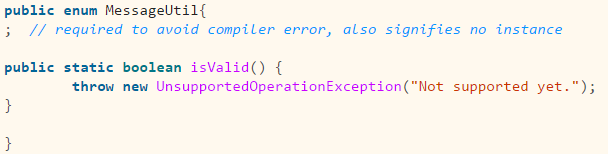 public enum MessageUtil{
;  // required to avoid compiler error, also signifies no instance
public static boolean isValid() {
throw new UnsupportedOperationException("Not supported yet.");
}
}